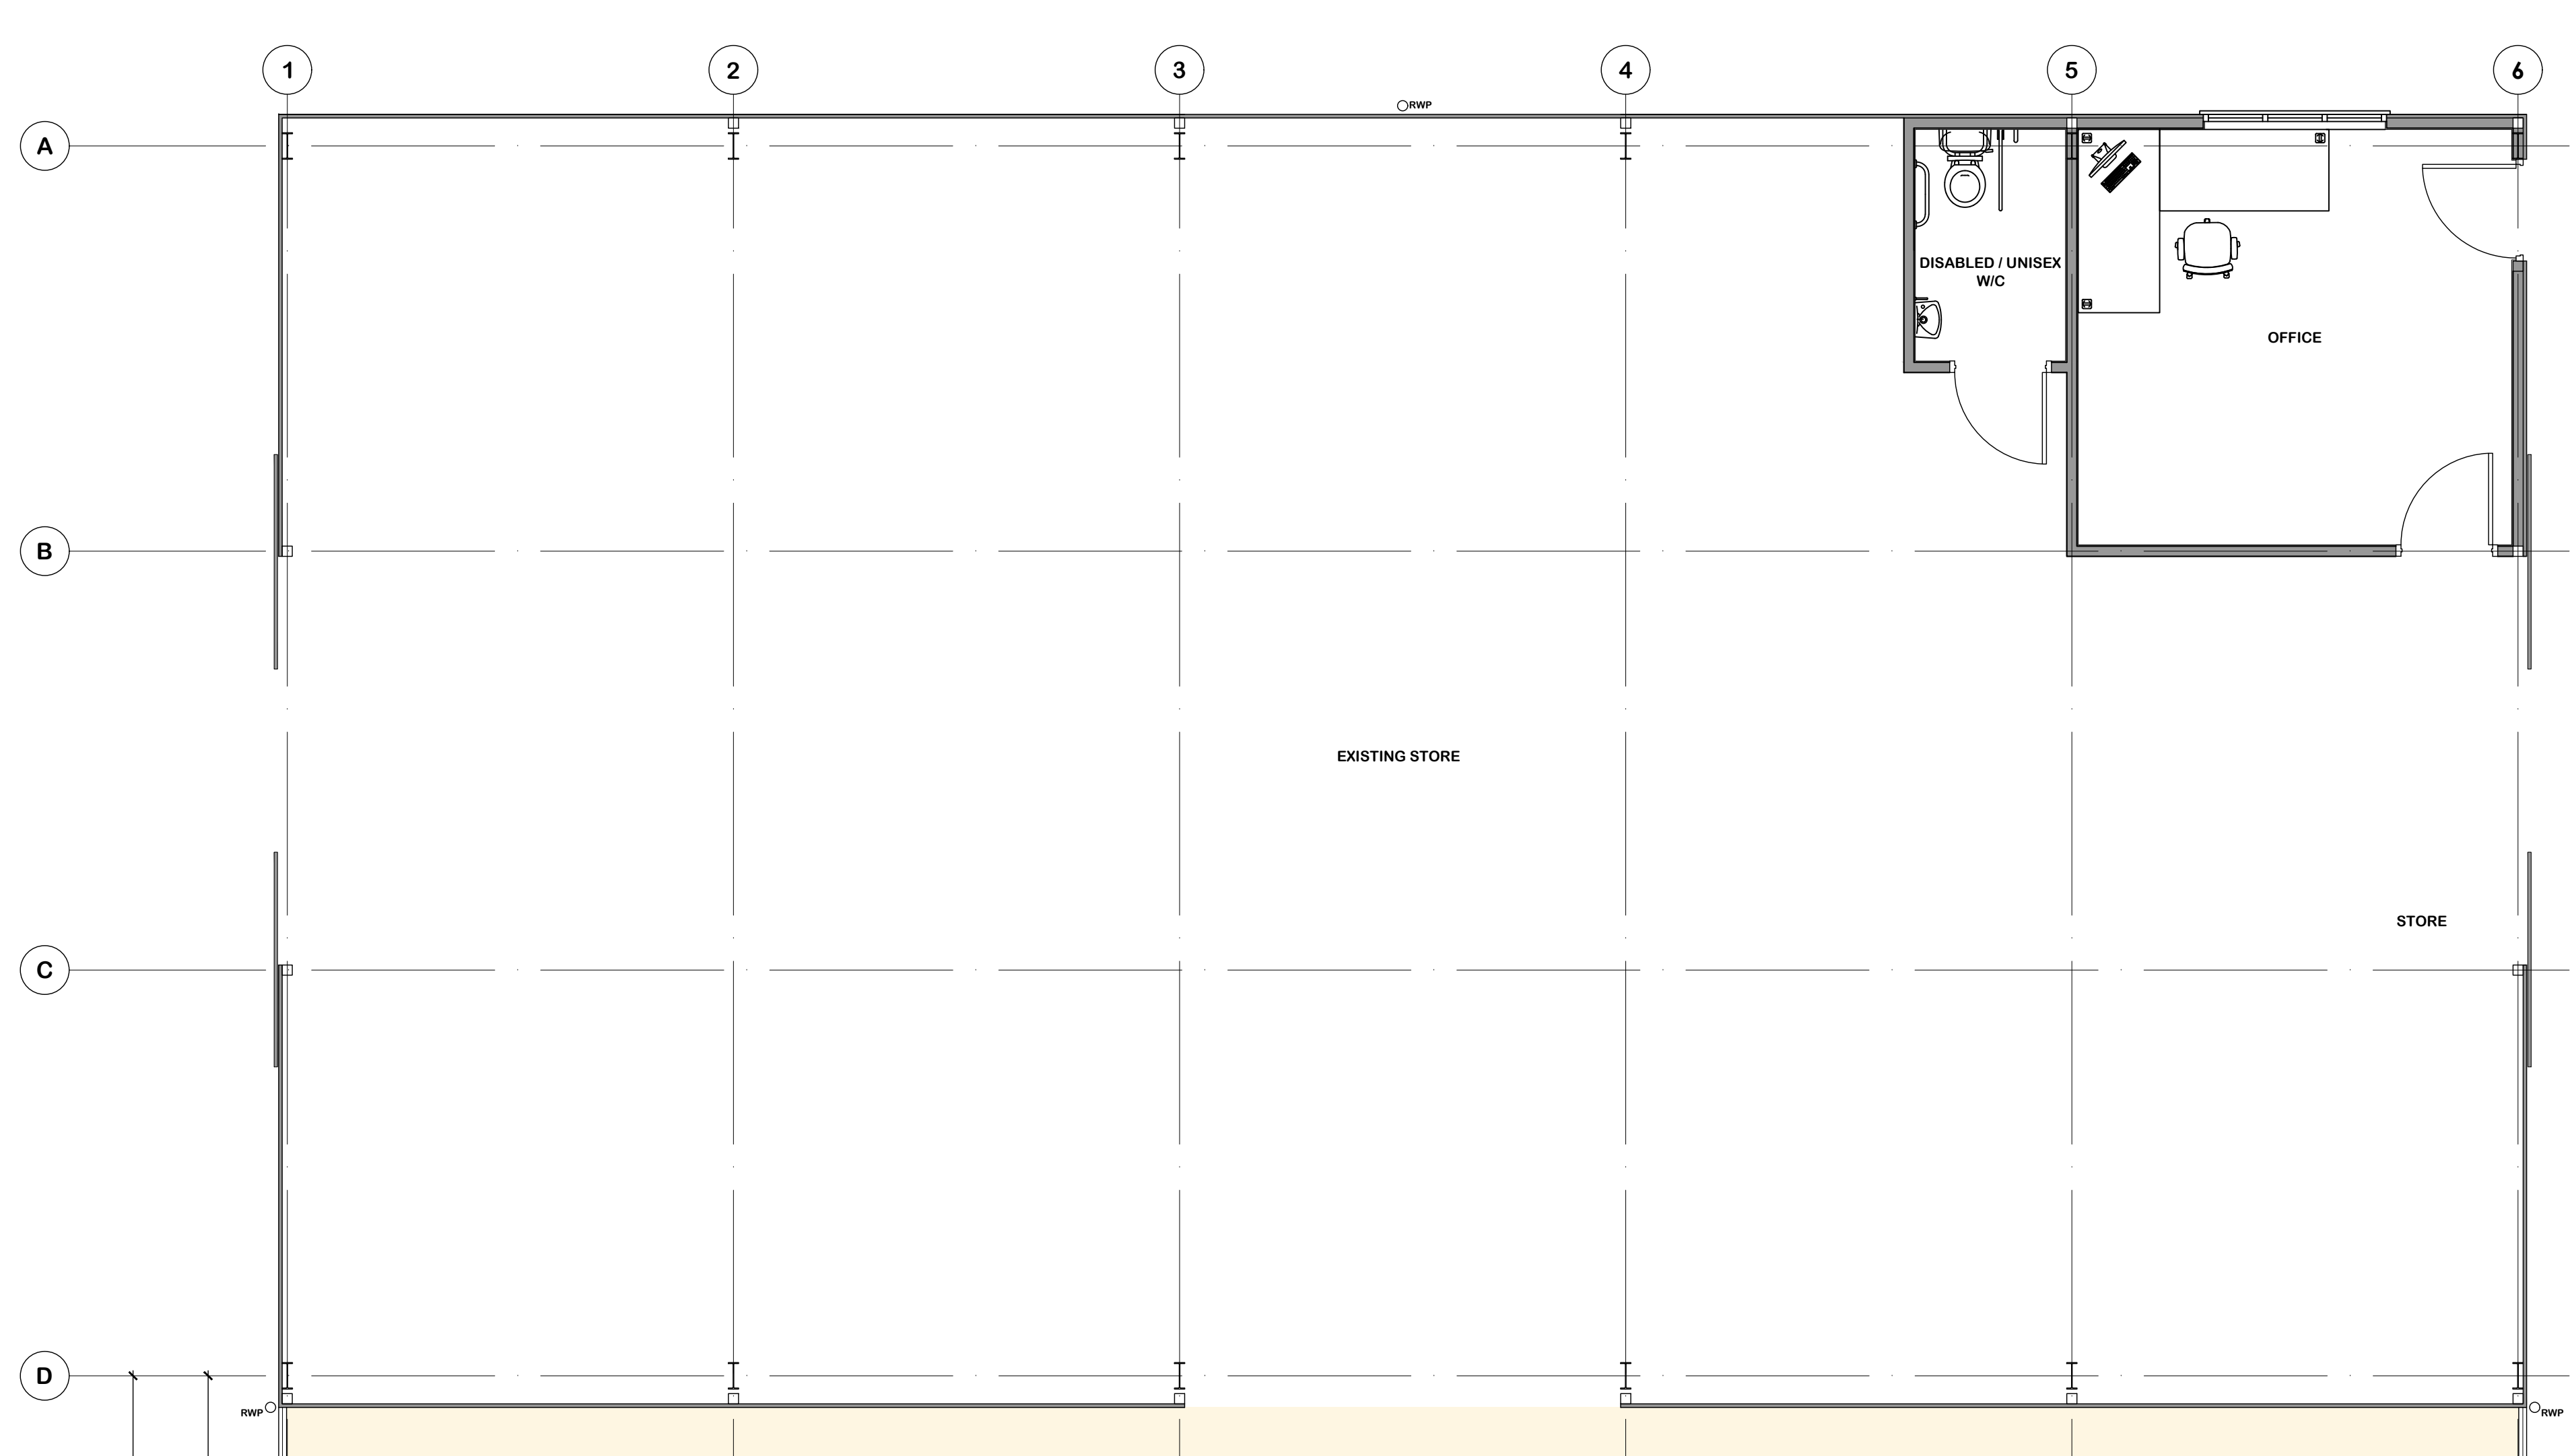 1
2
3
4
5
6
RWP
A
DISABLED / UNISEX
W/C
OFFICE
B
EXISTING STORE
STORE
C
D
RWP
RWP